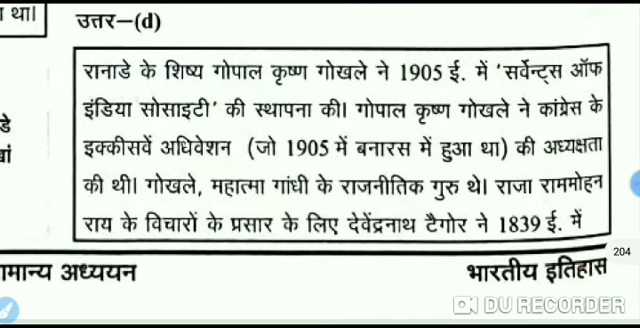 था।
उत्तर–(d)
रानाडे के शिष्य गोपाल कृष्ण गोखले ने 1905 ई. में 'सर्वेन्ट्स ऑफ
इंडिया सोसाइटी' की स्थापना की। गोपाल कृष्ण गोखले ने कांग्रेस के
इक्कीसवें अधिवेशन (जो 1905 में बनारस में हुआ था) की अध्यक्षता
की थी। गोखले, महात्मा गांधी के राजनीतिक गुरु थे। राजा राममोहन
राय के विचारों के प्रसार के लिए देवेंद्रनाथ टैगोर ने 1839 ई. में
204
ामान्य अध्ययन
भारतीय इतिहास
DU RECORDER